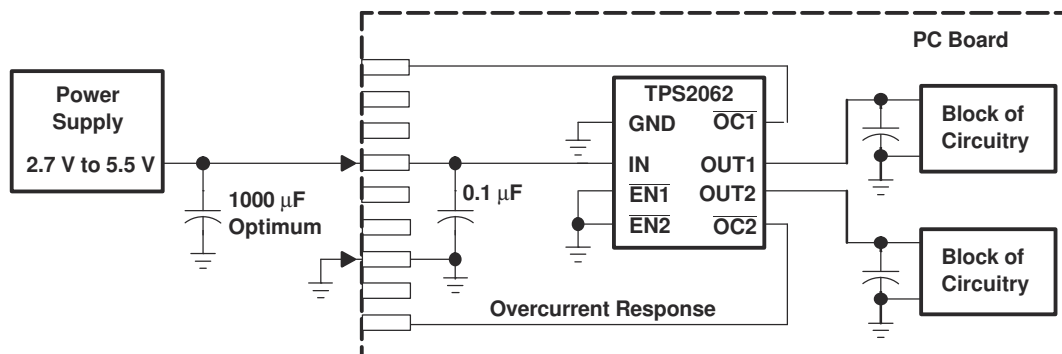 PC Board
Power
Supply
2.7 V to 5.5 V
1000 μF
Optimum
0.1 μF
TPS2062
GND
IN
EN1
EN2
OC1
OUT1
OUT2
OC2
Overcurrent Response
Block of
Circuitry
Block of
Circuitry